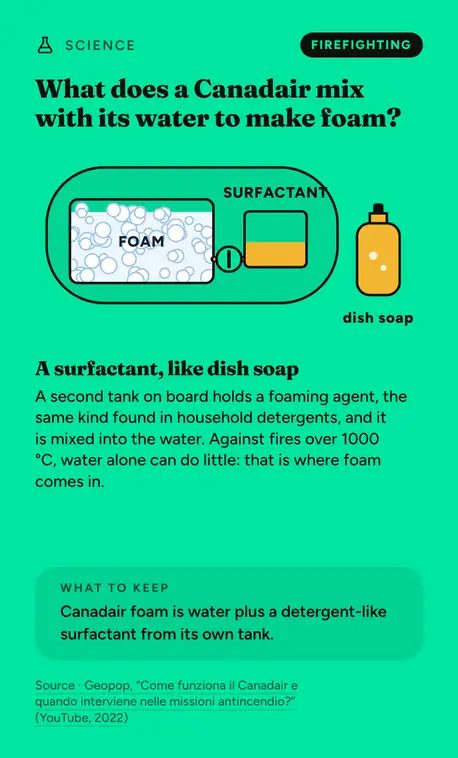 SCIENCE
FIREFIGHTING
What does a Canadair mix
with its water to make foam?
SURFACTANT
FOAM
dish soap
A surfactant, like dish soap
A second tank on board holds a foaming agent, the
same kind found in household detergents, and it
is mixed into the water. Against fires over 1000
°C, water alone can do little: that is where foam
comes in.
WHAT TO KEEP
Canadair foam is water plus a detergent-like
surfactant from its own tank.
Source · Geopop, “Come funziona il Canadair e
quando interviene nelle missioni antincendio?”
(YouTube, 2022)